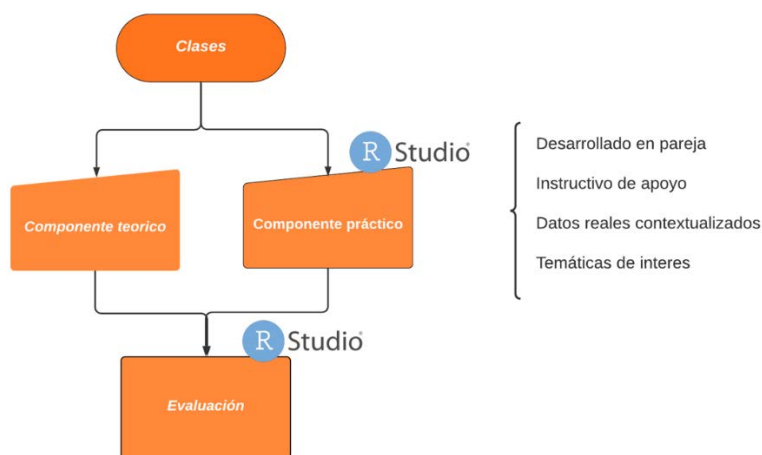 Clases
R Studio
Desarrollado en pareja
Instructivo de apoyo
Componente teorico
Componente práctico
Datos reales contextualizados
Temáticas de interes
R Studio
Evaluación